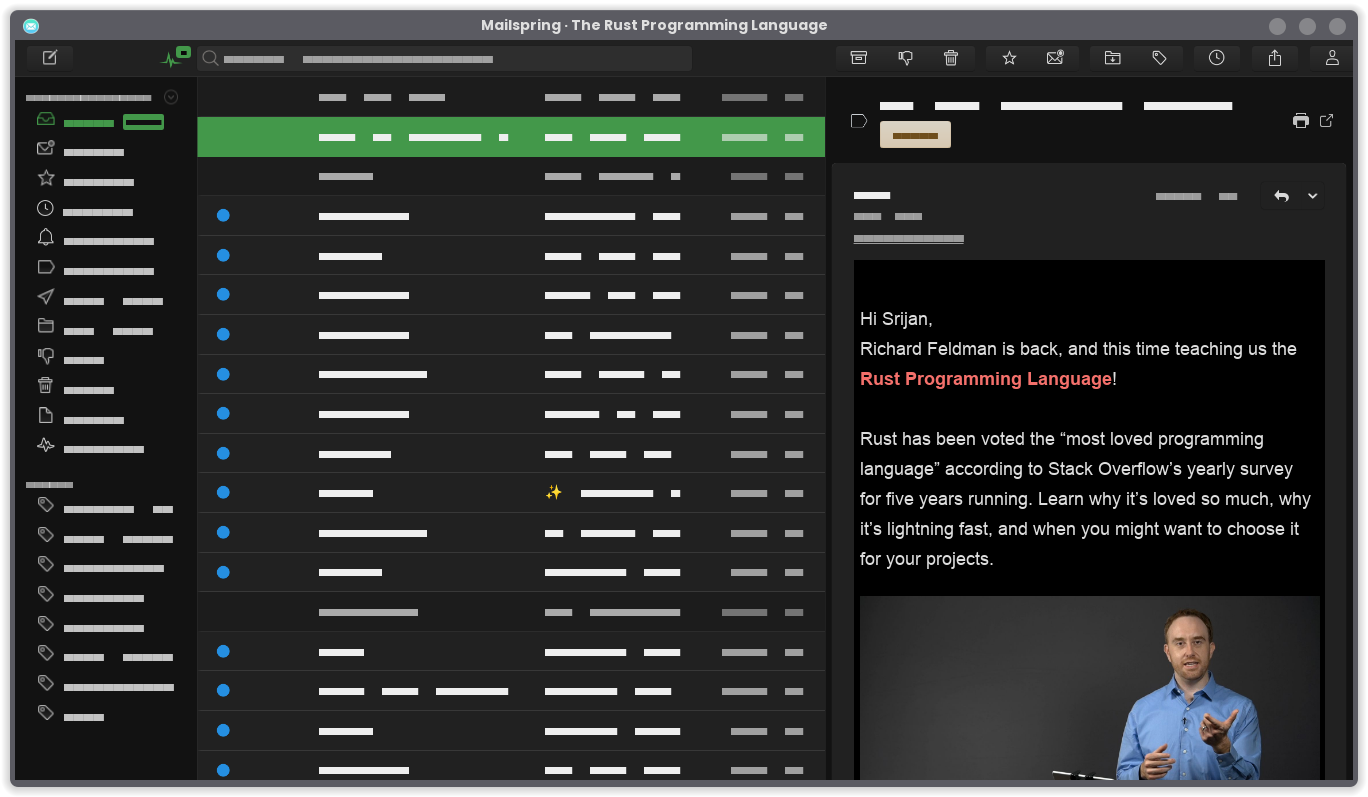 Mailspring · The Rust Programming Language
Hi Srijan,
Richard Feldman is back, and this time teaching us the
Rust Programming Language!
Rust has been voted the “most loved programming
language” according to Stack Overflow’s yearly survey
for five years running. Learn why it’s loved so much, why
it’s lightning fast, and when you might want to choose it
for your projects.